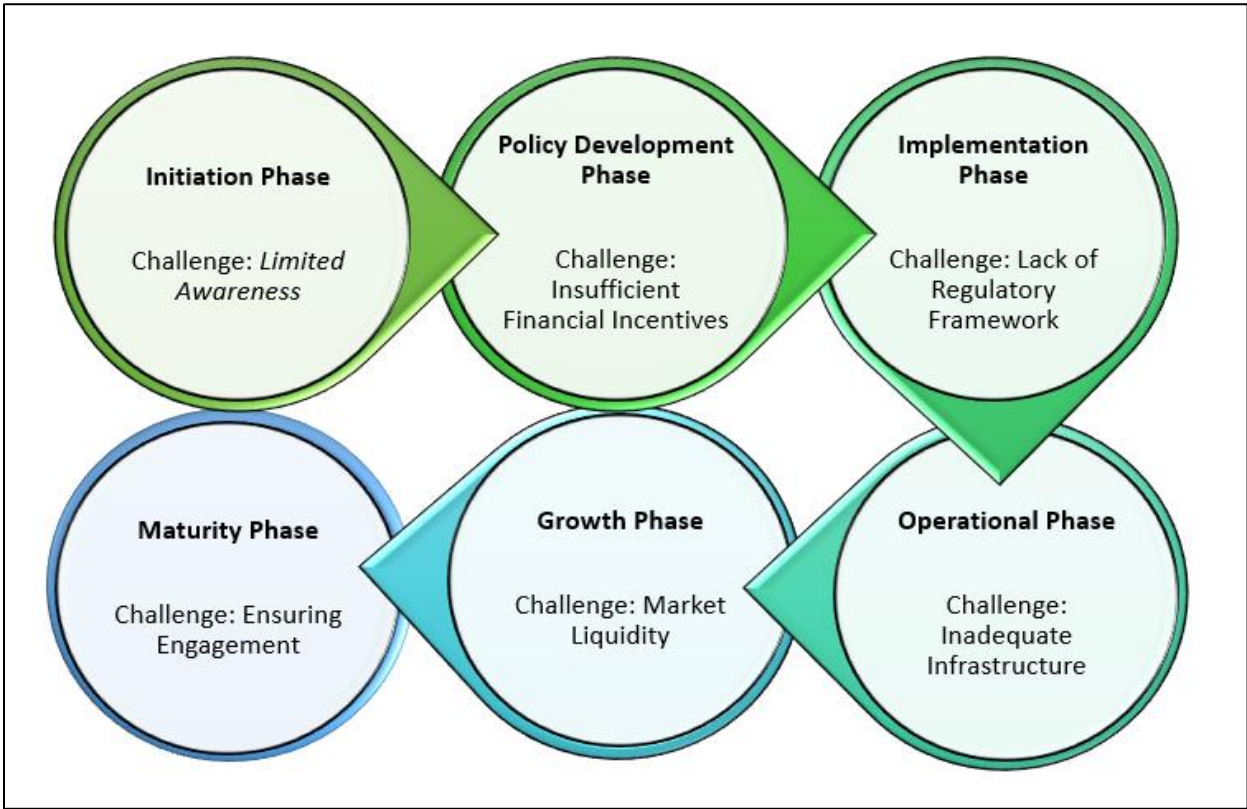 Initiation Phase
Challenge: Limited
Awareness
Policy Development
Phase
Challenge:
Insufficient
Financial Incentives
Implementation
Phase
Challenge: Lack of
Regulatory
Framework
Operational Phase
Challenge:
Inadequate
Infrastructure
Growth Phase
Challenge: Market
Liquidity
Maturity Phase
Challenge: Ensuring
Engagement